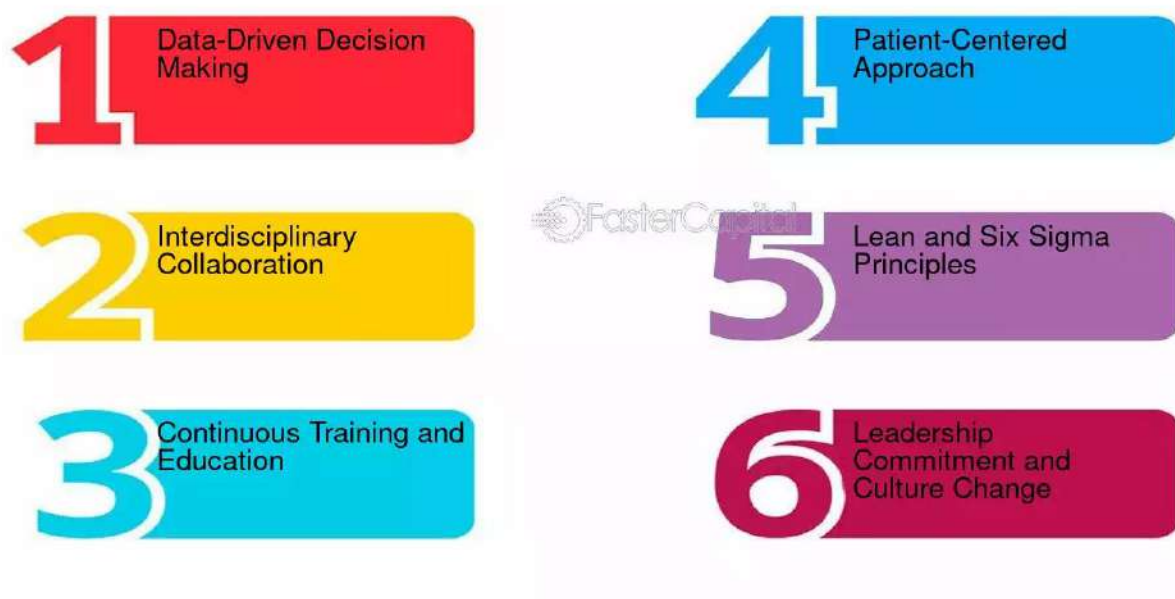 1
Data-Driven Decision
Making
2
Interdisciplinary
Collaboration
3
Continuous Training and
Education
4
Patient-Centered
Approach
FasterCapital
5
Lean and Six Sigma
Principles
6
Leadership
Commitment and
Culture Change